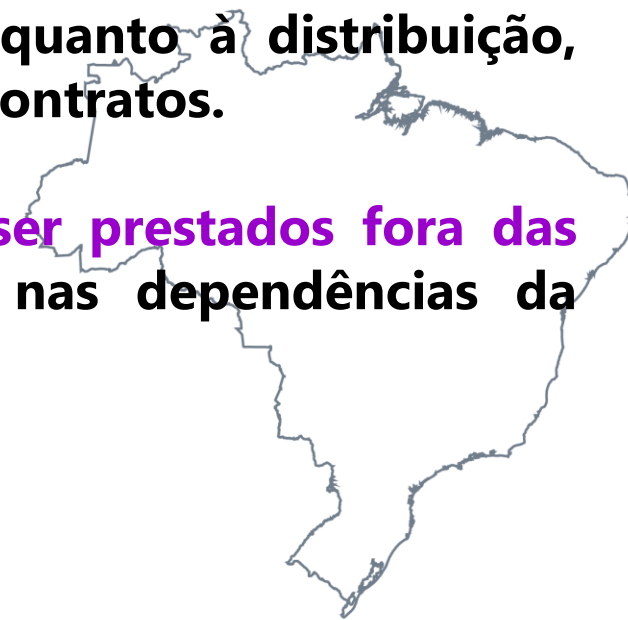 quanto à distribuição,
ontratos.
ser prestados fora das
nas dependências da